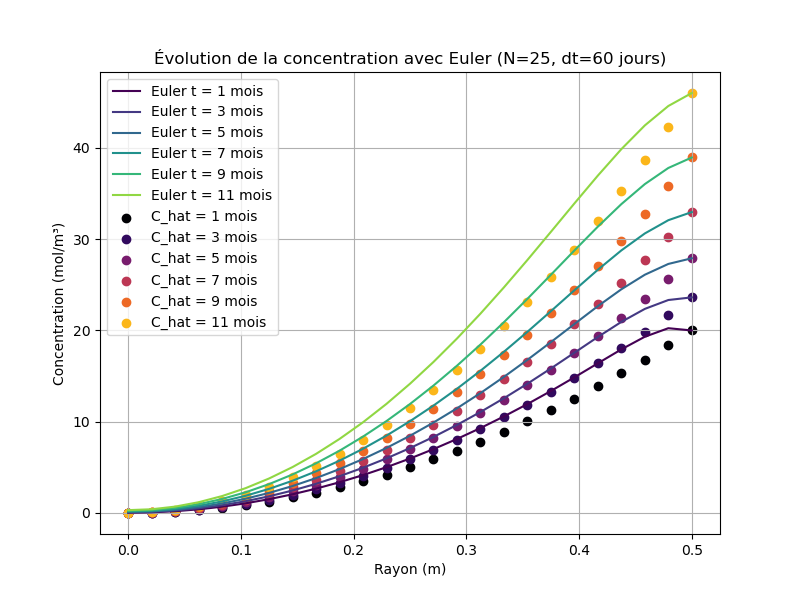 Évolution de la concentration avec Euler (N=25, dt=60 jours)
Euler t = 1 mois
Euler t = 3 mois
Euler t = 5 mois
Euler t = 7 mois
Euler t = 9 mois
Euler t = 11 mois
C_hat = 1 mois
C_hat = 3 mois
C_hat = 5 mois
C_hat = 7 mois
C_hat = 9 mois
C_hat = 11 mois
Concentration (mol/m³)
40
30
20
10
0
0.0 0.1 0.2 0.3 0.4 0.5
Rayon (m)